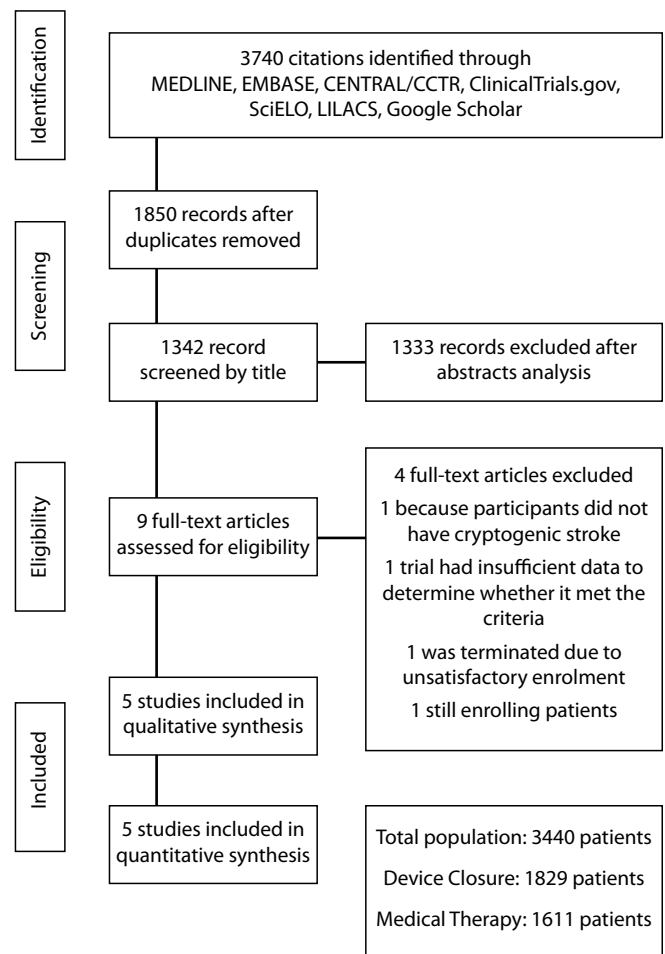 Identification
3740 citations identified through
MEDLINE, EMBASE, CENTRAL/CCTR, ClinicalTrials.gov,
SciELO, LILACS, Google Scholar
Screening
1850 records after
duplicates removed
1342 record
screened by title
1333 records excluded after
abstracts analysis
Eligibility
9 full-text articles
assessed for eligibility
4 full-text articles excluded
1 because participants did not
have cryptogenic stroke
1 trial had insufficient data to
determine whether it met the
criteria
1 was terminated due to
unsatisfactory enrolment
1 still enrolling patients
Included
5 studies included in
qualitative synthesis
5 studies included in
quantitative synthesis
Total population: 3440 patients
Device Closure: 1829 patients
Medical Therapy: 1611 patients